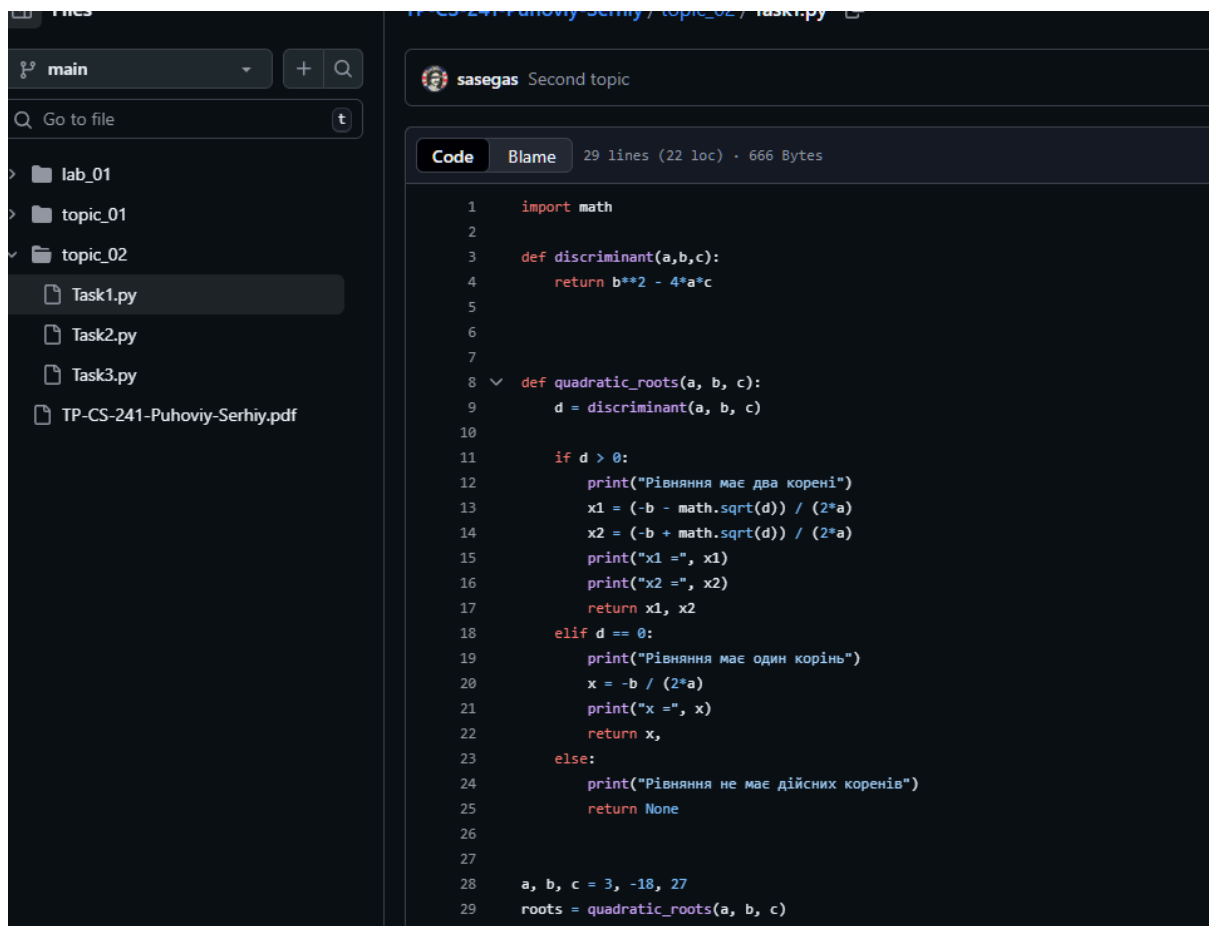 Files
TP-CS-241-Puhoviy-Serhiy / topic_02 / Task1.py
main
sasegas Second topic
Go to file
t
Code Blame 29 lines (22 loc) · 666 Bytes
lab_01
topic_01
topic_02
Task1.py
Task2.py
Task3.py
TP-CS-241-Puhoviy-Serhiy.pdf
1 import math
2
3 def discriminant(a,b,c):
4     return b**2 - 4*a*c
5
6
7
8 def quadratic_roots(a, b, c):
9     d = discriminant(a, b, c)
10
11     if d > 0:
12         print("Рівняння має два корені")
13         x1 = (-b - math.sqrt(d)) / (2*a)
14         x2 = (-b + math.sqrt(d)) / (2*a)
15         print("x1 =", x1)
16         print("x2 =", x2)
17         return x1, x2
18     elif d == 0:
19         print("Рівняння має один корінь")
20         x = -b / (2*a)
21         print("x =", x)
22         return x,
23     else:
24         print("Рівняння не має дійсних коренів")
25         return None
26
27
28 a, b, c = 3, -18, 27
29 roots = quadratic_roots(a, b, c)